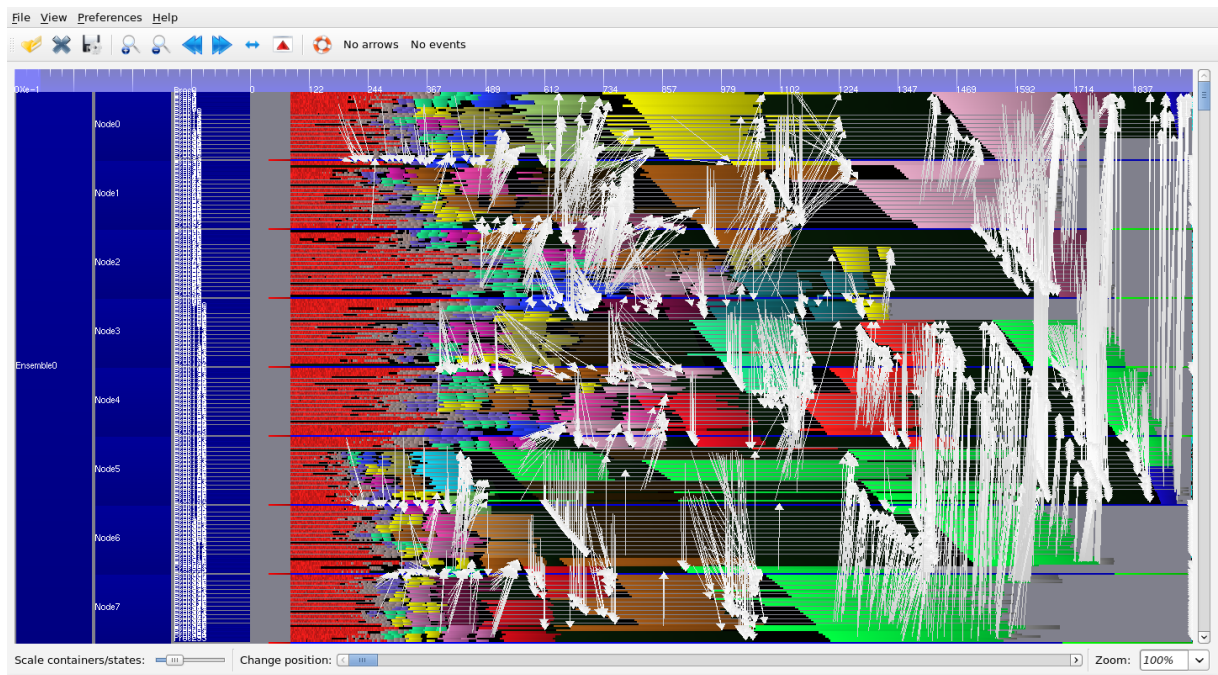 File View Preferences Help
No arrows No events
0 122 244 367 489 612 734 857 979 1102 1224 1347 1469 1592 1714 1837
Node0
Node1
Node2
Node3
Ensemble0
Node4
Node5
Node6
Node7
Scale containers/states: Change position: Zoom: 100%